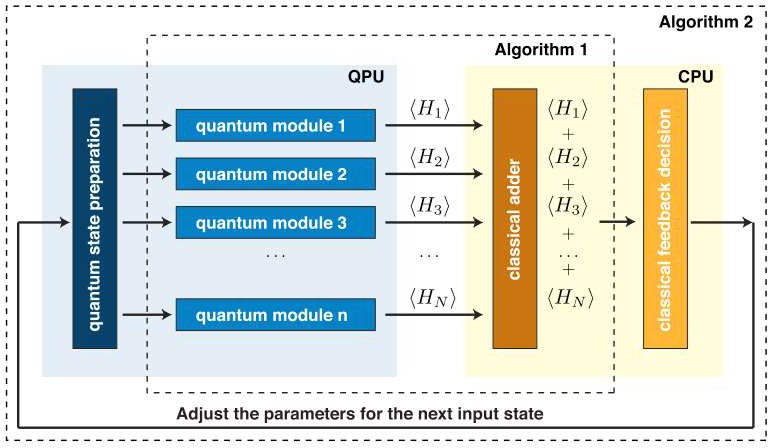 Algorithm 2
Algorithm 1
QPU
CPU
quantum state preparation
quantum module 1
quantum module 2
quantum module 3
...
quantum module n
⟨H₁⟩
⟨H₂⟩
⟨H₃⟩
...
⟨H_N⟩
classical adder
⟨H₁⟩
+
⟨H₂⟩
+
⟨H₃⟩
+
...
+
⟨H_N⟩
classical feedback decision
Adjust the parameters for the next input state